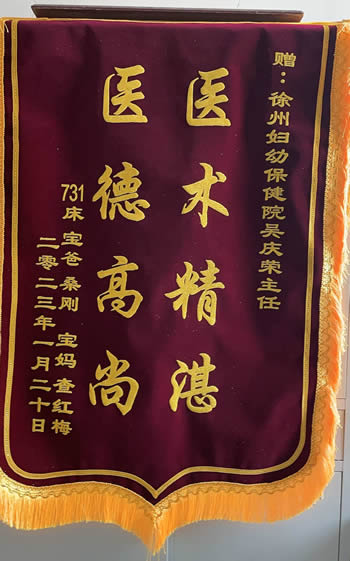 赠：徐州妇幼保健院吴庆荣主任
医术精湛
医德高尚
731床 宝爸 桑刚 宝妈 查红梅
二零二三年一月二十日